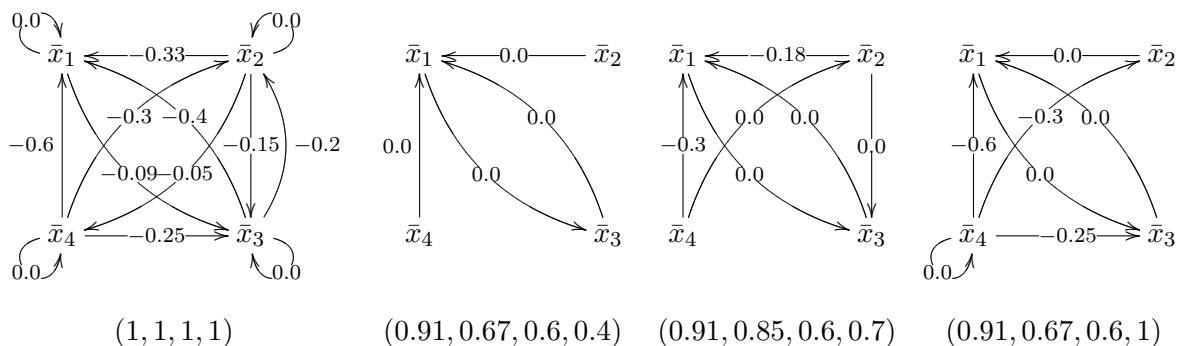 0.0 0.0
x̄₁ −0.33 x̄₂ x̄₁ 0.0 x̄₂ x̄₁ −0.18 x̄₂ x̄₁ 0.0 x̄₂
−0.3 −0.4 0.0 0.0 0.0 −0.3 0.0
−0.6 −0.15 −0.2 0.0 −0.3 0.0 −0.6
−0.09 −0.05 0.0 0.0 0.0
x̄₄ −0.25 x̄₃ x̄₄ x̄₃ x̄₄ x̄₃ x̄₄ −0.25 x̄₃
0.0 0.0 0.0
(1, 1, 1, 1) (0.91, 0.67, 0.6, 0.4) (0.91, 0.85, 0.6, 0.7) (0.91, 0.67, 0.6, 1)